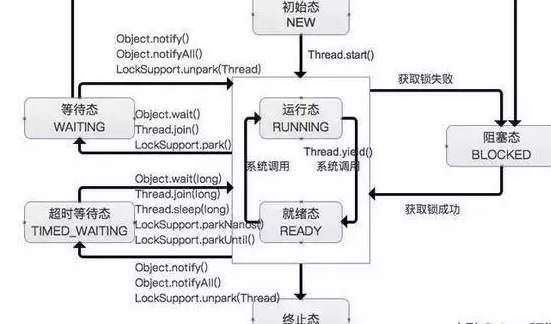 初始态
NEW
Object.notify()
Object.notifyAll()
LockSupport.unpark(Thread)
Thread.start()
获取锁失败
等待态
WAITING
Object.wait()
Thread.join()
LockSupport.park()
运行态
RUNNING
阻塞态
BLOCKED
系统调用
Thread.yield()
系统调用
Object.wait(long)
Thread.join(long)
Thread.sleep(long)
LockSupport.parkNanos()
LockSupport.parkUntil()
超时等待态
TIMED_WAITING
就绪态
READY
获取锁成功
Object.notify()
Object.notifyAll()
LockSupport.unpark(Thread)
终止态